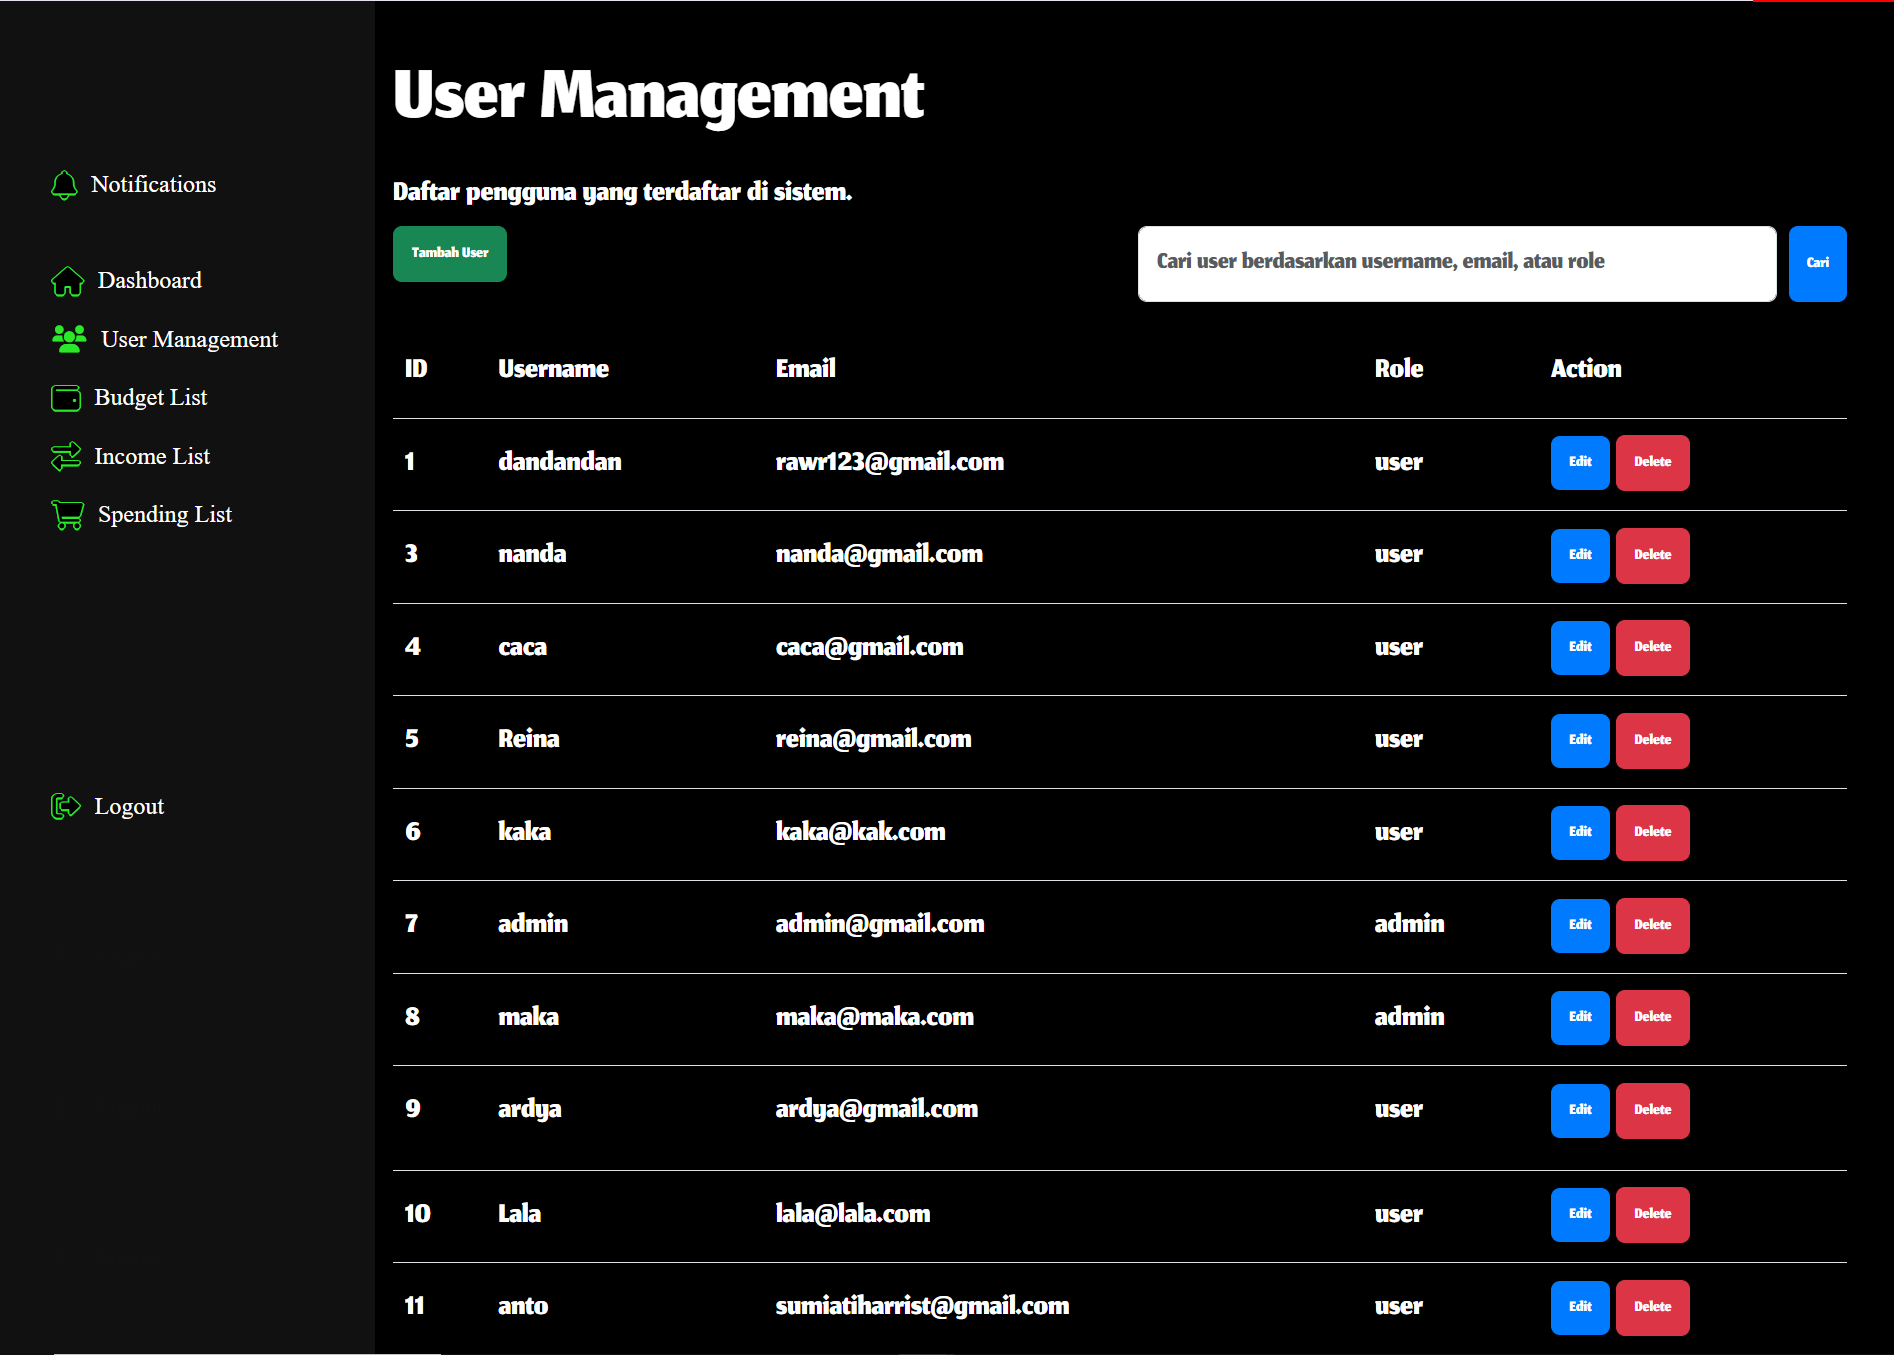 Notifications
Dashboard
User Management
Budget List
Income List
Spending List
Logout
User Management
Daftar pengguna yang terdaftar di sistem.
Tambah User
Cari user berdasarkan username, email, atau role
Cari
ID Username Email Role Action
1 dandandan rawr123@gmail.com user Edit Delete
3 nanda nanda@gmail.com user Edit Delete
4 caca caca@gmail.com user Edit Delete
5 Reina reina@gmail.com user Edit Delete
6 kaka kaka@kak.com user Edit Delete
7 admin admin@gmail.com admin Edit Delete
8 maka maka@maka.com admin Edit Delete
9 ardya ardya@gmail.com user Edit Delete
10 Lala lala@lala.com user Edit Delete
11 anto sumiatiharrist@gmail.com user Edit Delete